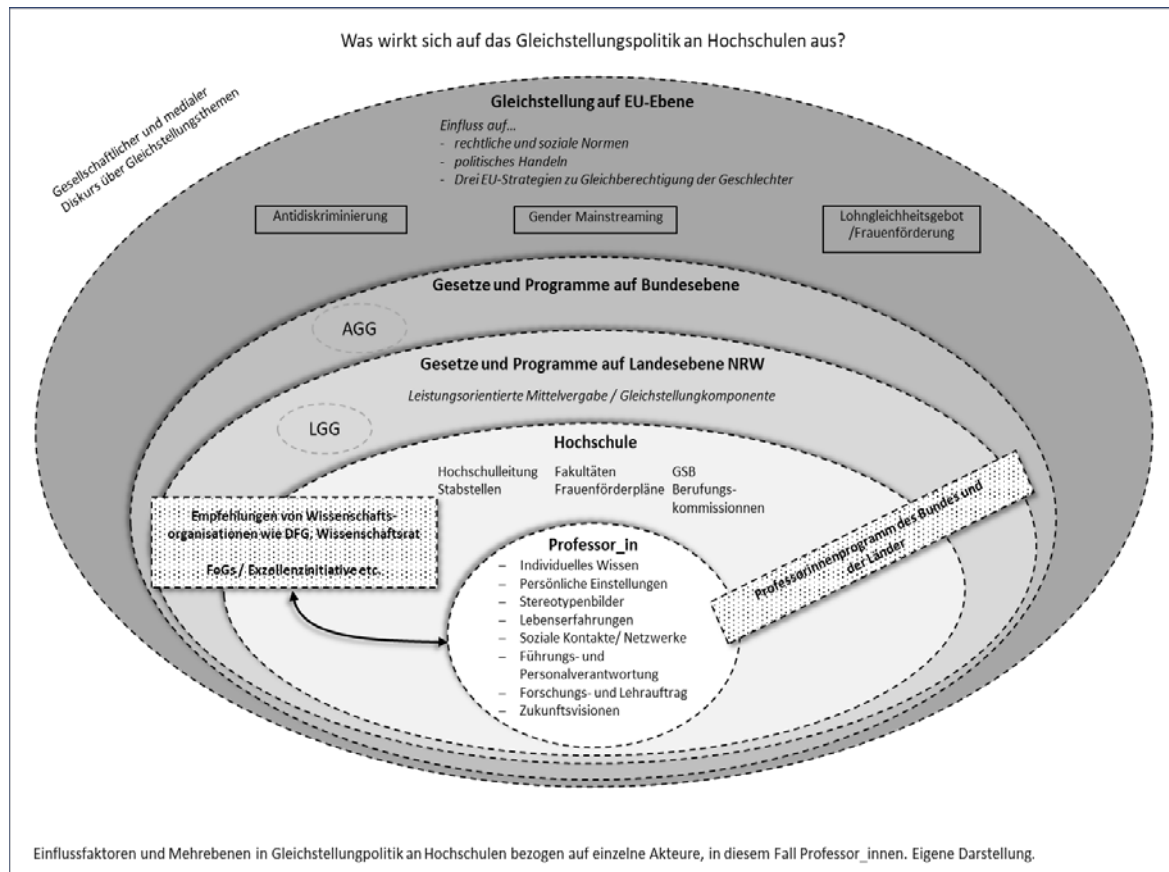 Was wirkt sich auf das Gleichstellungspolitik an Hochschulen aus?
Gesellschaftlicher und medialer
Diskurs über Gleichstellungsthemen
Gleichstellung auf EU-Ebene
Einfluss auf...
- rechtliche und soziale Normen
- politisches Handeln
- Drei EU-Strategien zu Gleichberechtigung der Geschlechter
Antidiskriminierung
Gender Mainstreaming
Lohngleichheitsgebot
/Frauenförderung
Gesetze und Programme auf Bundesebene
AGG
Gesetze und Programme auf Landesebene NRW
Leistungsorientierte Mittelvergabe / Gleichstellungkomponente
LGG
Hochschule
Hochschulleitung
Stabstellen
Fakultäten
Frauenförderpläne
GSB
Berufungs-
kommissionnen
Empfehlungen von Wissenschafts-
organisationen wie DFG, Wissenschaftsrat
FoGs / Exzollenzinitiative etc.
Professorinnenprogramm des Bundes und
der Länder
Professor_in
– Individuelles Wissen
– Persönliche Einstellungen
– Stereotypenbilder
– Lebenserfahrungen
– Soziale Kontakte/ Netzwerke
– Führungs- und
Personalverantwortung
– Forschungs- und Lehrauftrag
– Zukunftsvisionen
Einflussfaktoren und Mehrebenen in Gleichstellungpolitik an Hochschulen bezogen auf einzelne Akteure, in diesem Fall Professor_innen. Eigene Darstellung.